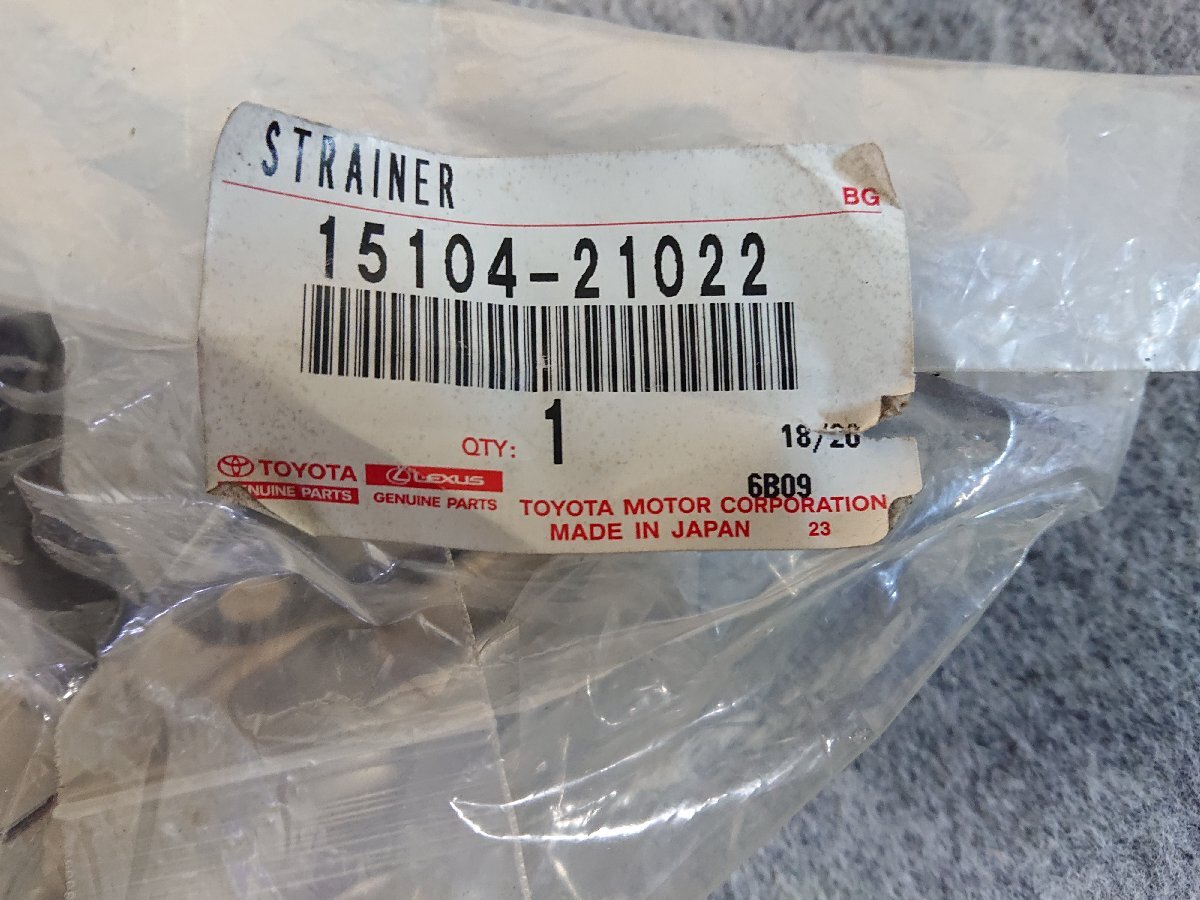 STRAINER
BG
15104-21022
QTY: 1
18/20
6B09
TOYOTA
GENUINE PARTS
LEXUS
GENUINE PARTS
TOYOTA MOTOR CORPORATION
MADE IN JAPAN 23